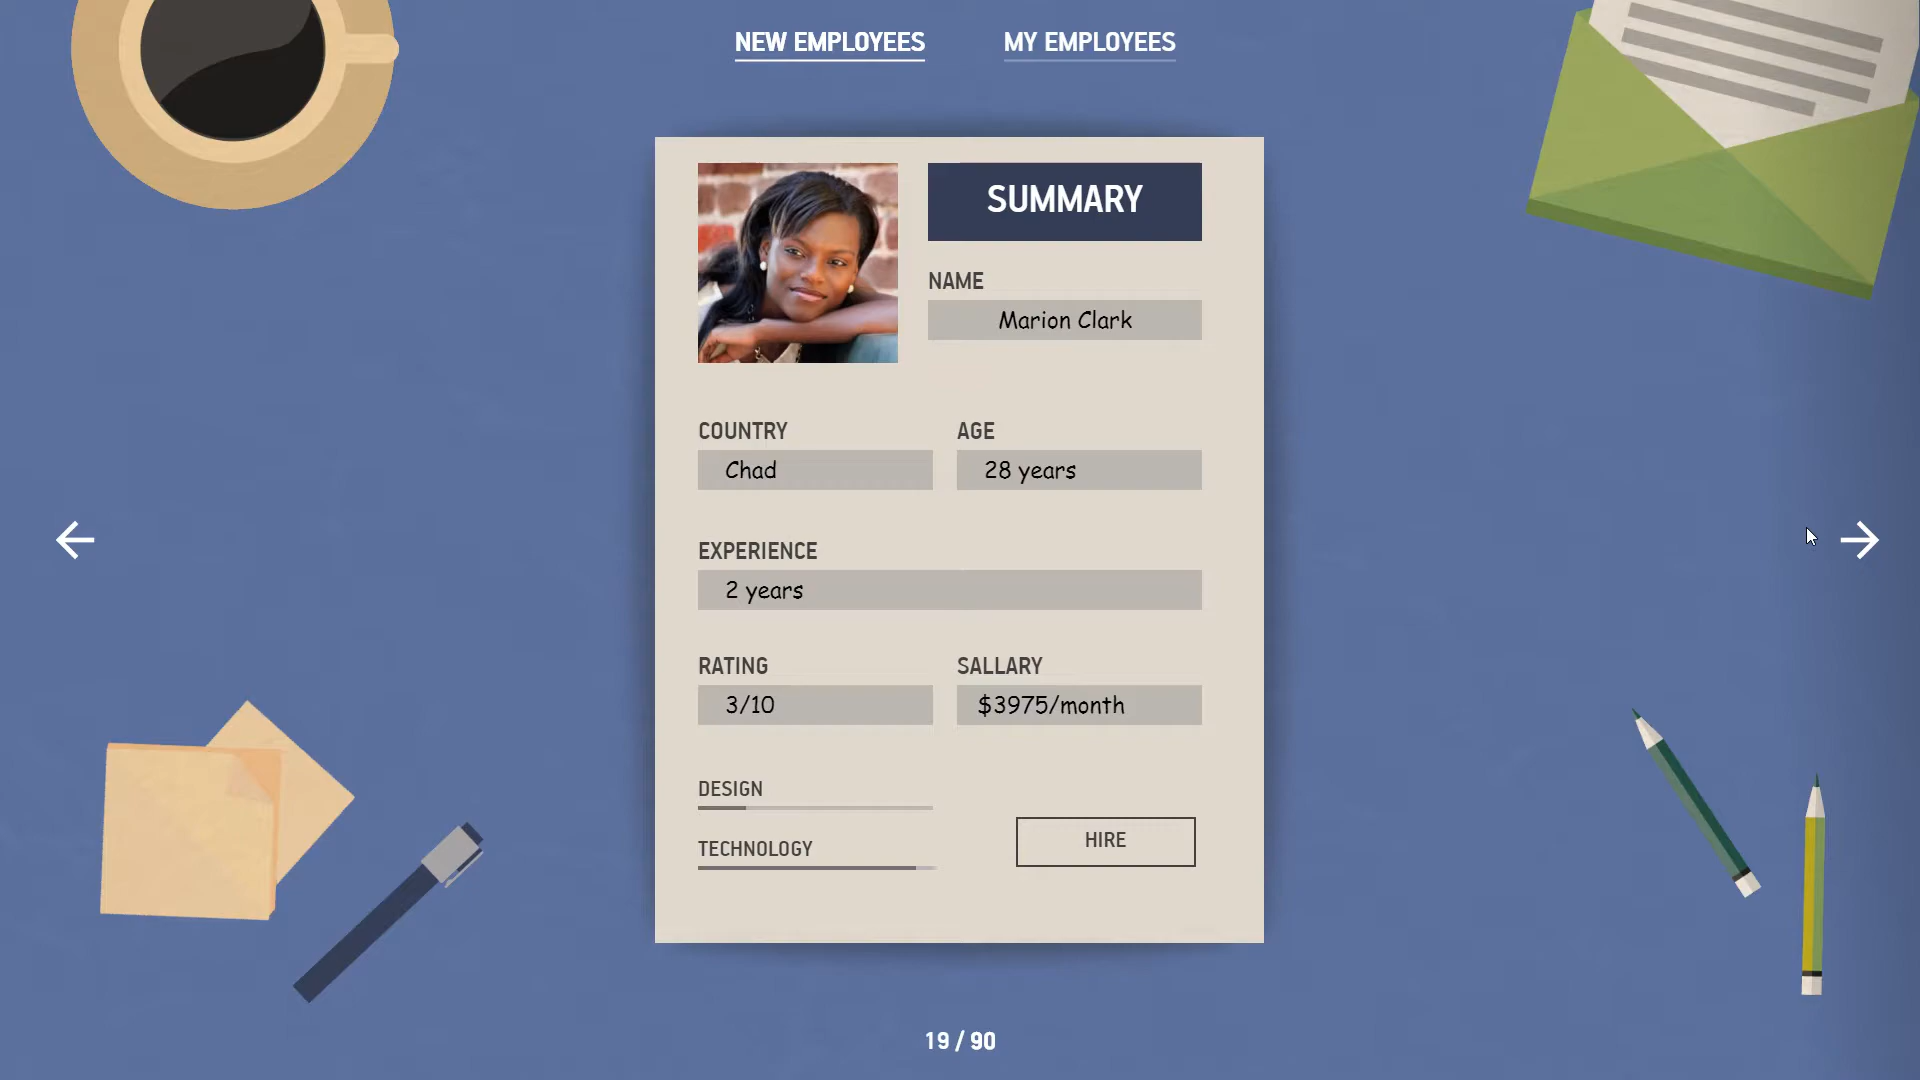 NEW EMPLOYEES
MY EMPLOYEES
SUMMARY
NAME
Marion Clark
COUNTRY
AGE
Chad
28 years
EXPERIENCE
2 years
RATING
SALLARY
3/10
$3975/month
DESIGN
TECHNOLOGY
HIRE
19 / 90